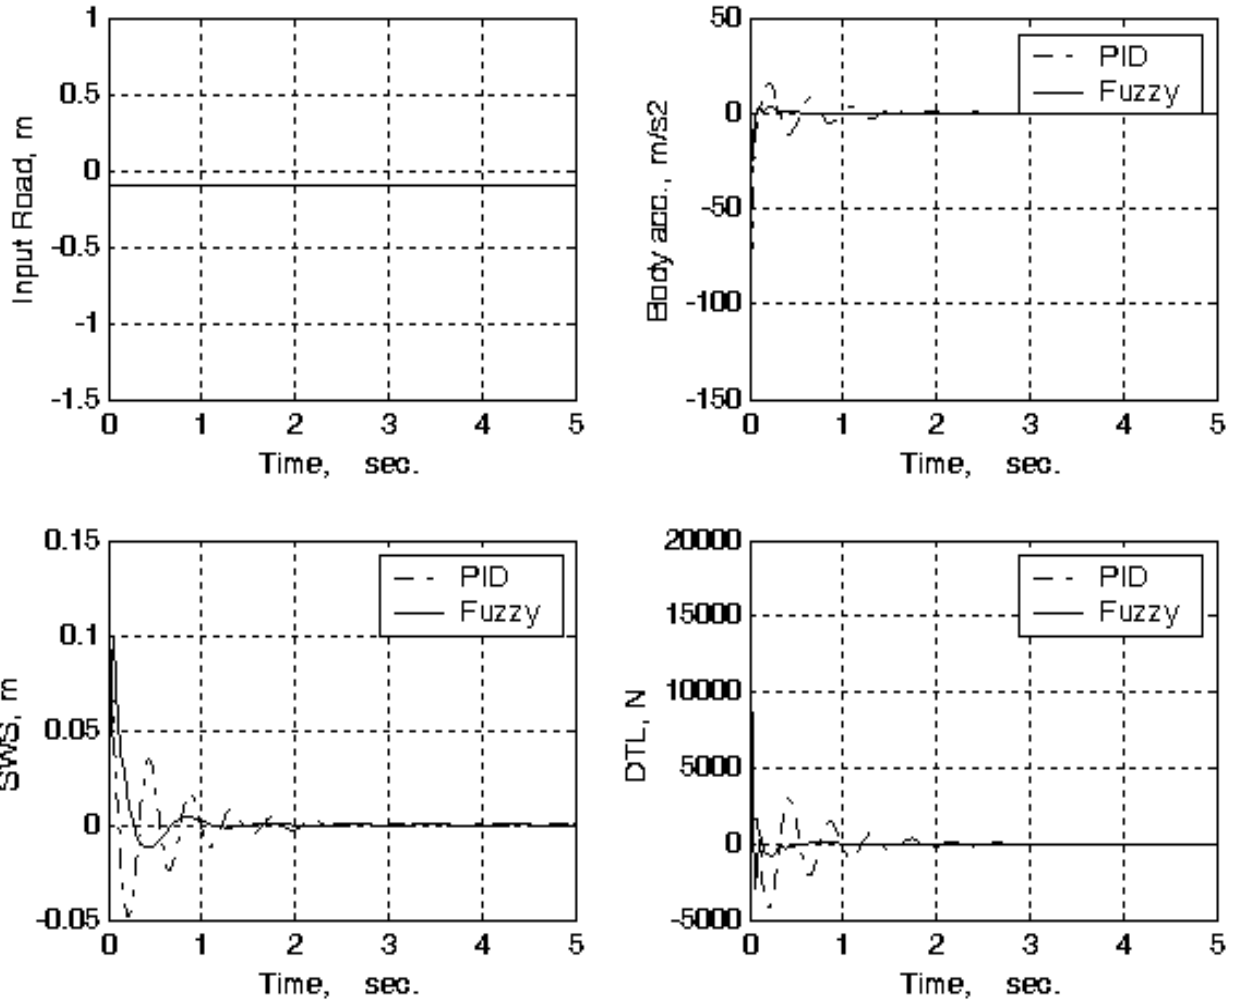 1
0.5
0
-0.5
-1
-1.5
Input Road, m
0 1 2 3 4 5
Time, sec.
50
0
-50
-100
-150
Body acc., m/s2
PID
Fuzzy
0 1 2 3 4 5
Time, sec.
0.15
0.1
0.05
0
-0.05
SWS, m
PID
Fuzzy
0 1 2 3 4 5
Time, sec.
20000
15000
10000
5000
0
-5000
DTL, N
PID
Fuzzy
0 1 2 3 4 5
Time, sec.